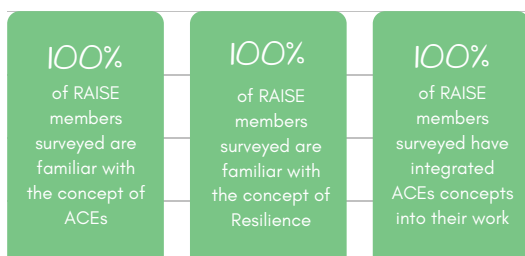 100%
of RAISE
members
surveyed are
familiar with
the concept of
ACEs
100%
of RAISE
members
surveyed are
familiar with
the concept of
Resilience
100%
of RAISE
members
surveyed have
integrated
ACEs concepts
into their work